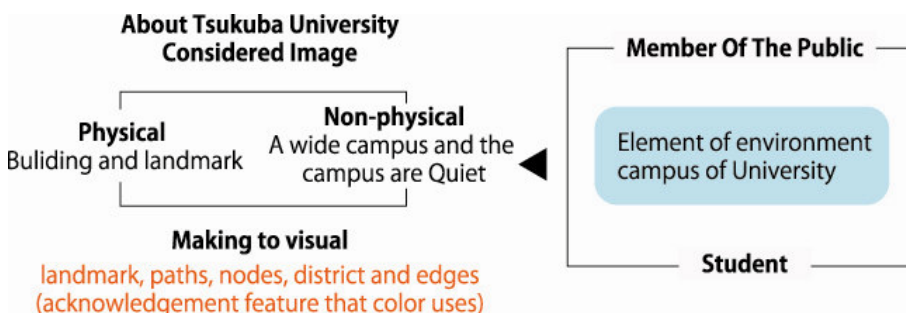 About Tsukuba University
Considered Image
Physical
Buliding and landmark
Non-physical
A wide campus and the
campus are Quiet
Making to visual
landmark, paths, nodes, district and edges
(acknowledgement feature that color uses)
Member Of The Public
Element of environment
campus of University
Student